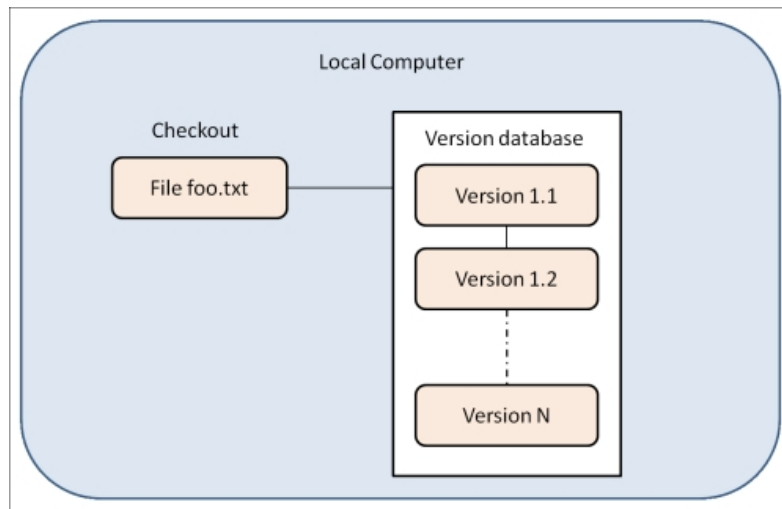 Local Computer
Checkout
File foo.txt
Version database
Version 1.1
Version 1.2
Version N